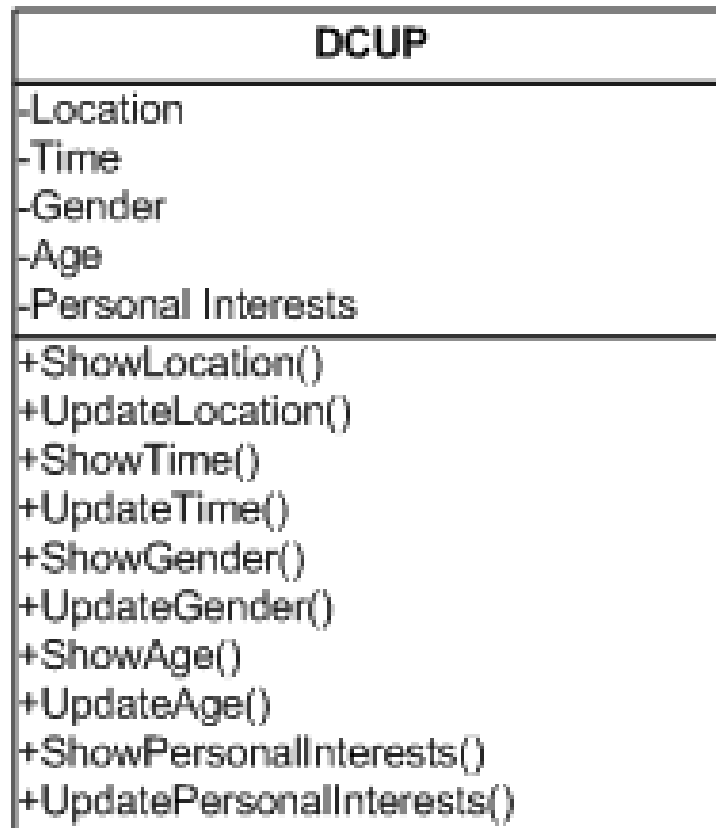 DCUP
-Location
-Time
-Gender
-Age
-Personal Interests
+ShowLocation()
+UpdateLocation()
+ShowTime()
+UpdateTime()
+ShowGender()
+UpdateGender()
+ShowAge()
+UpdateAge()
+ShowPersonalInterests()
+UpdatePersonalInterests()